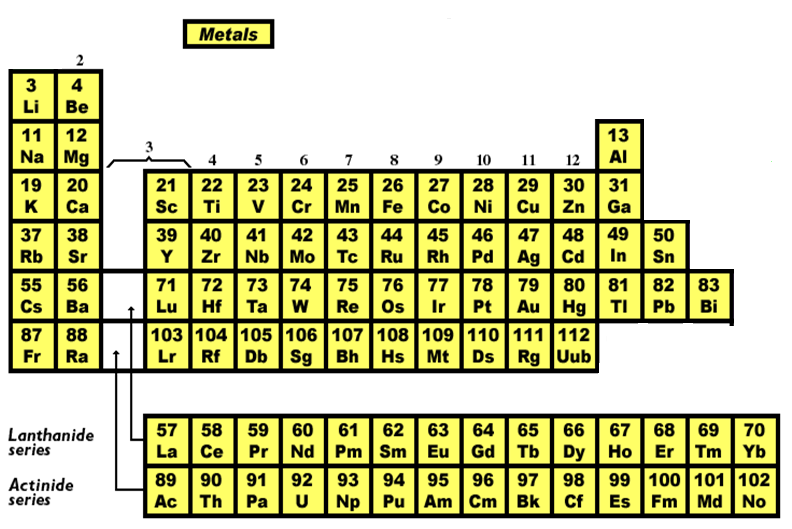 Metals
2
3 4
Li Be
11 12 13
Na Mg 3 4 5 6 7 8 9 10 11 12 Al
19 20 21 22 23 24 25 26 27 28 29 30 31
K Ca Sc Ti V Cr Mn Fe Co Ni Cu Zn Ga
37 38 39 40 41 42 43 44 45 46 47 48 49 50
Rb Sr Y Zr Nb Mo Tc Ru Rh Pd Ag Cd In Sn
55 56 71 72 73 74 75 76 77 78 79 80 81 82 83
Cs Ba Lu Hf Ta W Re Os Ir Pt Au Hg Tl Pb Bi
87 88 103 104 105 106 107 108 109 110 111 112
Fr Ra Lr Rf Db Sg Bh Hs Mt Ds Rg Uub
57 58 59 60 61 62 63 64 65 66 67 68 69 70
Lanthanide
series
La Ce Pr Nd Pm Sm Eu Gd Tb Dy Ho Er Tm Yb
89 90 91 92 93 94 95 96 97 98 99 100 101 102
Actinide
series
Ac Th Pa U Np Pu Am Cm Bk Cf Es Fm Md No